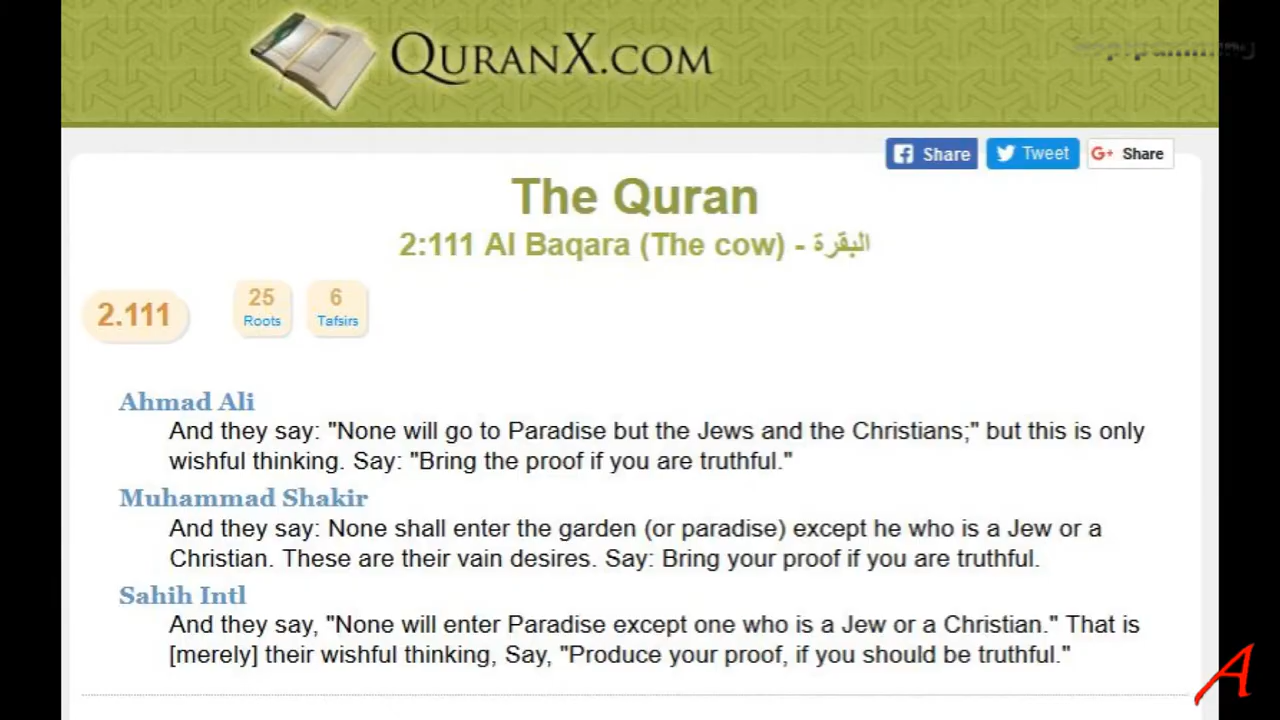 QURANX.COM
Share
Tweet
G+ Share
The Quran
2:111 Al Baqara (The cow) - البقرة
2.111
25
Roots
6
Tafsirs
Ahmad Ali
And they say: "None will go to Paradise but the Jews and the Christians;" but this is only
wishful thinking. Say: "Bring the proof if you are truthful."
Muhammad Shakir
And they say: None shall enter the garden (or paradise) except he who is a Jew or a
Christian. These are their vain desires. Say: Bring your proof if you are truthful.
Sahih Intl
And they say, "None will enter Paradise except one who is a Jew or a Christian." That is
[merely] their wishful thinking, Say, "Produce your proof, if you should be truthful."
A